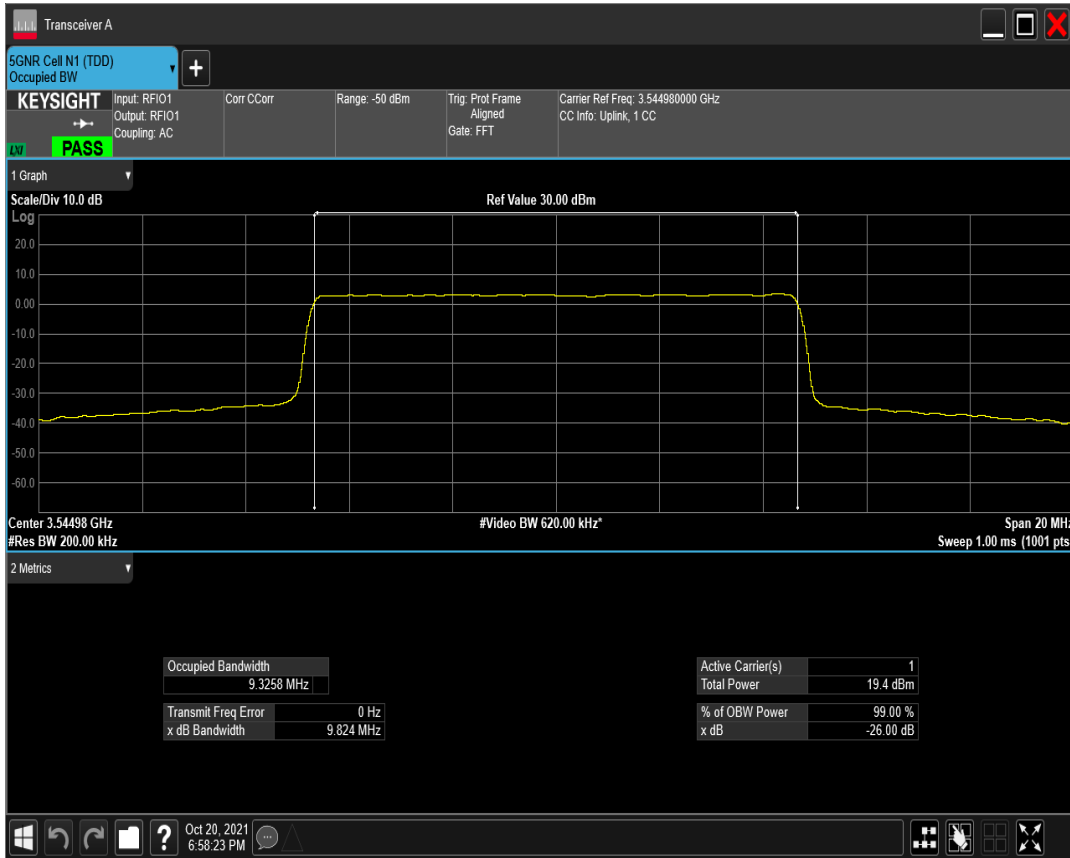 Transceiver A
5GNR Cell N1 (TDD)
Occupied BW
+
KEYSIGHT
LXI
PASS
Input: RFIO1
Output: RFIO1
Coupling: AC
Corr CCorr
Range: -50 dBm
Trig: Prot Frame
Aligned
Gate: FFT
Carrier Ref Freq: 3.544980000 GHz
CC Info: Uplink, 1 CC
1 Graph
Scale/Div 10.0 dB
Ref Value 30.00 dBm
Log
20.0
10.0
0.00
-10.0
-20.0
-30.0
-40.0
-50.0
-60.0
Center 3.54498 GHz
#Video BW 620.00 kHz*
Span 20 MHz
#Res BW 200.00 kHz
Sweep 1.00 ms (1001 pts
2 Metrics
Occupied Bandwidth
9.3258 MHz
Transmit Freq Error 0 Hz
x dB Bandwidth 9.824 MHz
Active Carrier(s) 1
Total Power 19.4 dBm
% of OBW Power 99.00 %
x dB -26.00 dB
?
Oct 20, 2021
6:58:23 PM